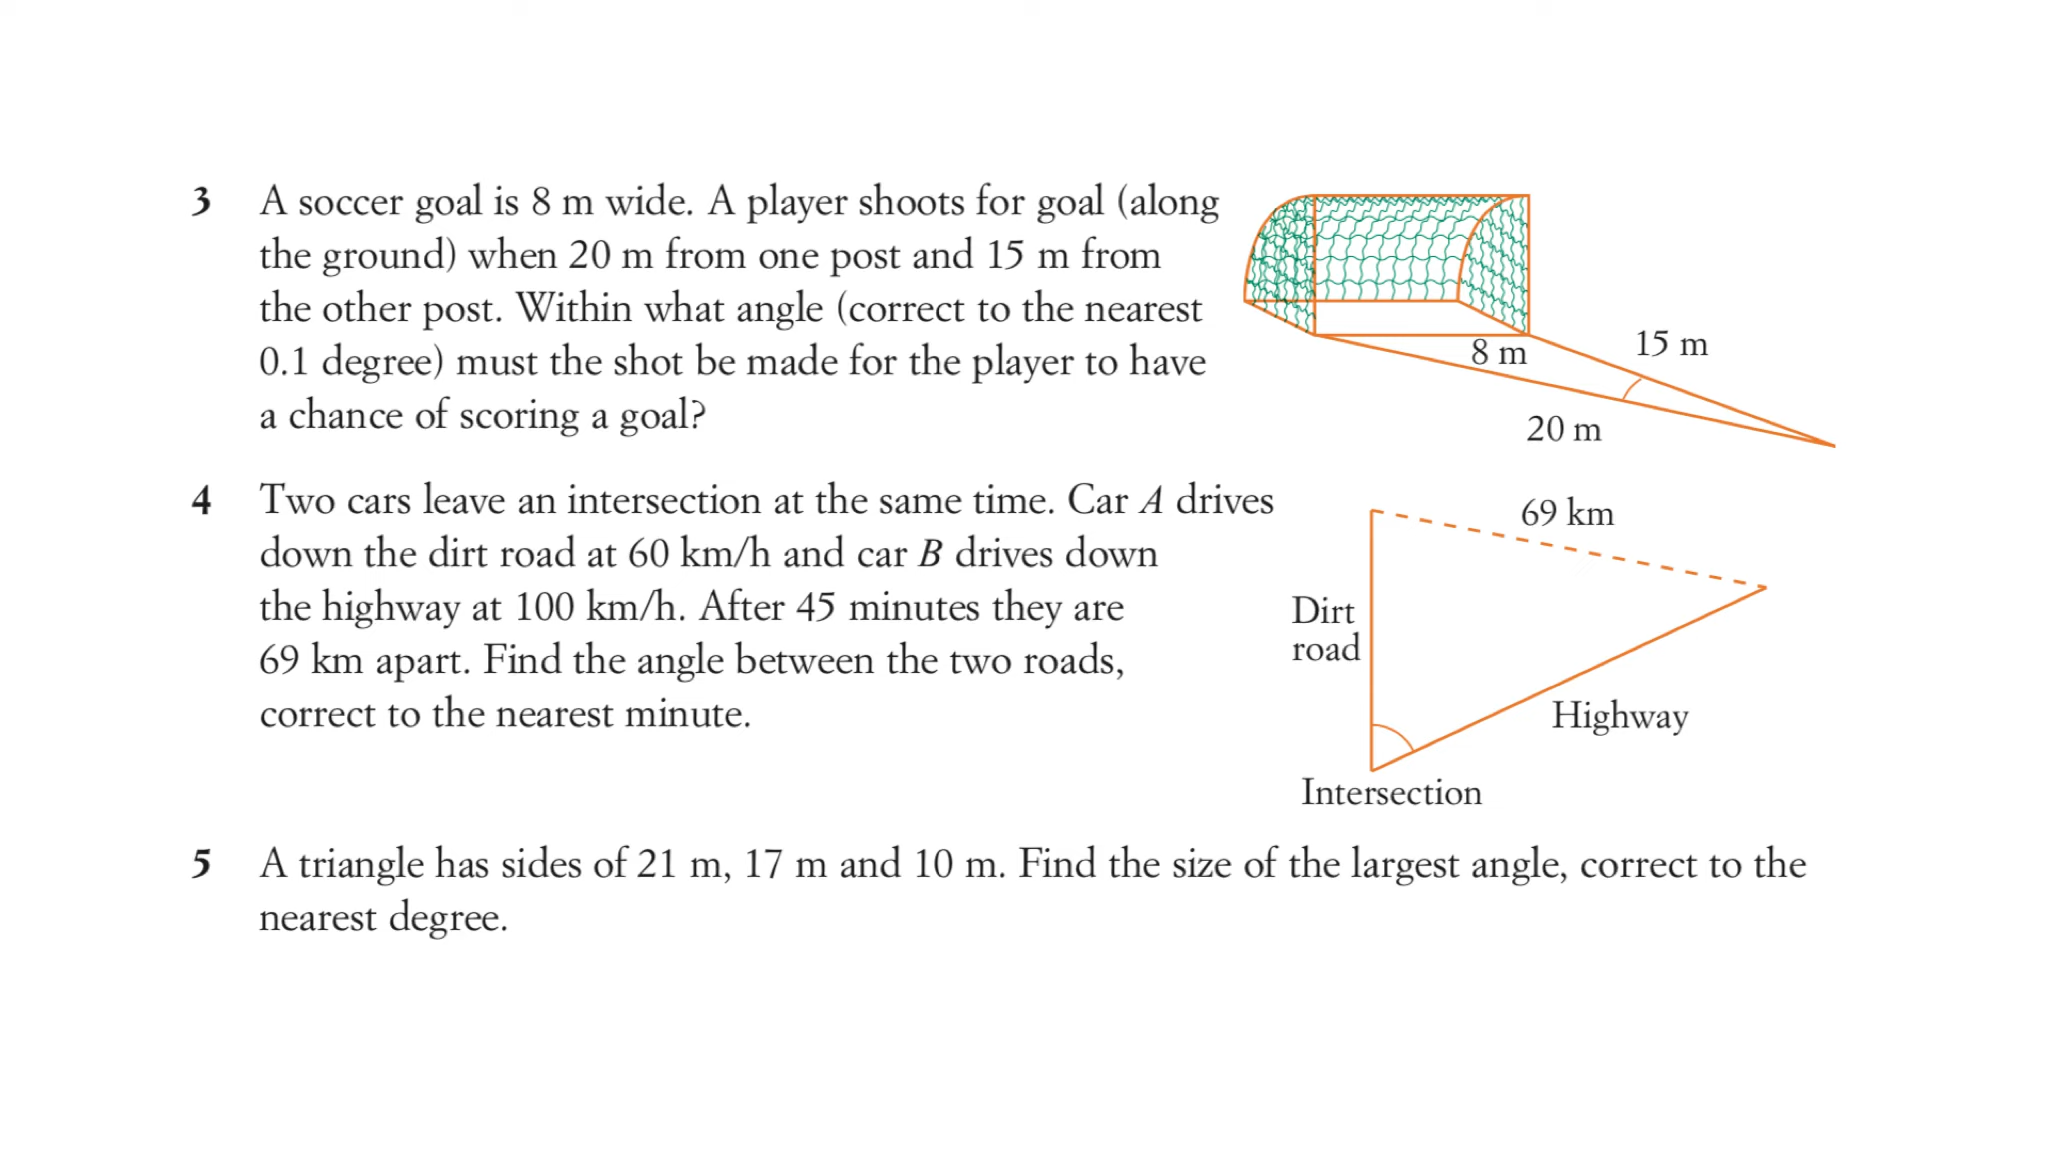 3 A soccer goal is 8 m wide. A player shoots for goal (along
the ground) when 20 m from one post and 15 m from
the other post. Within what angle (correct to the nearest
0.1 degree) must the shot be made for the player to have
a chance of scoring a goal?
15 m
8 m
20 m
4 Two cars leave an intersection at the same time. Car A drives
down the dirt road at 60 km/h and car B drives down
the highway at 100 km/h. After 45 minutes they are
69 km apart. Find the angle between the two roads,
correct to the nearest minute.
69 km
Dirt
road
Highway
Intersection
5 A triangle has sides of 21 m, 17 m and 10 m. Find the size of the largest angle, correct to the
nearest degree.